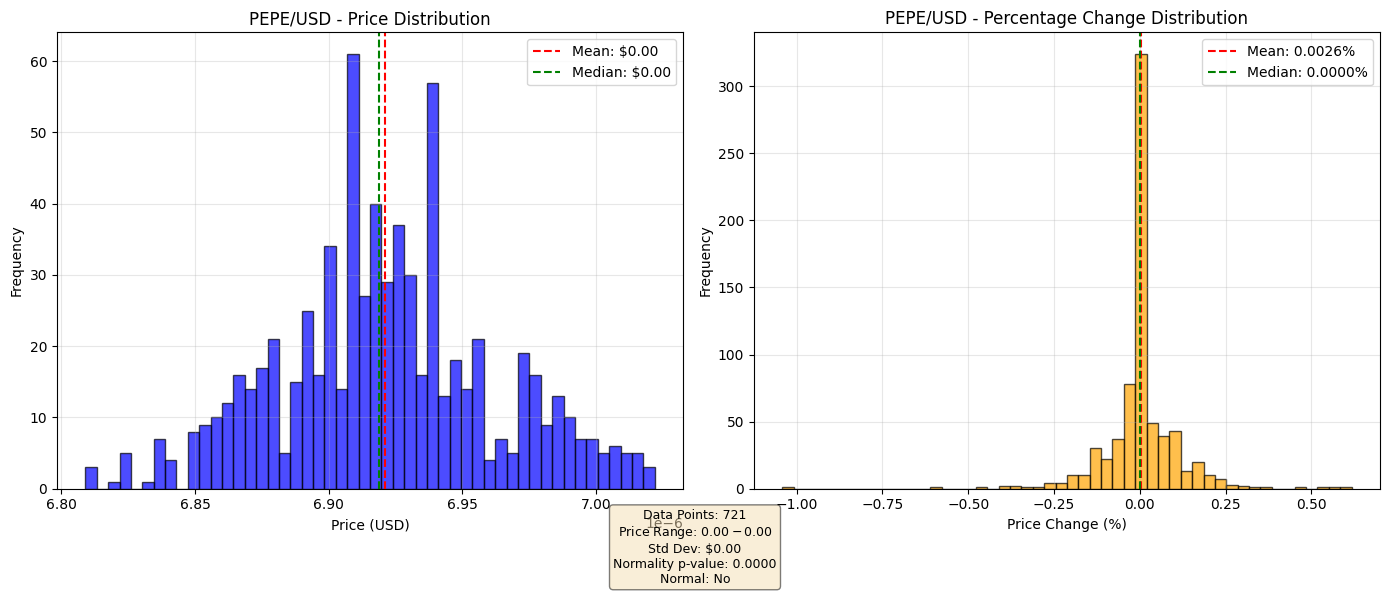 PEPE/USD - Price Distribution
Mean: $0.00
Median: $0.00
Frequency
60
50
40
30
20
10
0
6.80
6.85
6.90
6.95
7.00
1e−6
Price (USD)
PEPE/USD - Percentage Change Distribution
Mean: 0.0026%
Median: 0.0000%
Frequency
300
250
200
150
100
50
0
−1.00
−0.75
−0.50
−0.25
0.00
0.25
0.50
Price Change (%)
Data Points: 721
Price Range: 0.00 − 0.00
Std Dev: $0.00
Normality p-value: 0.0000
Normal: No